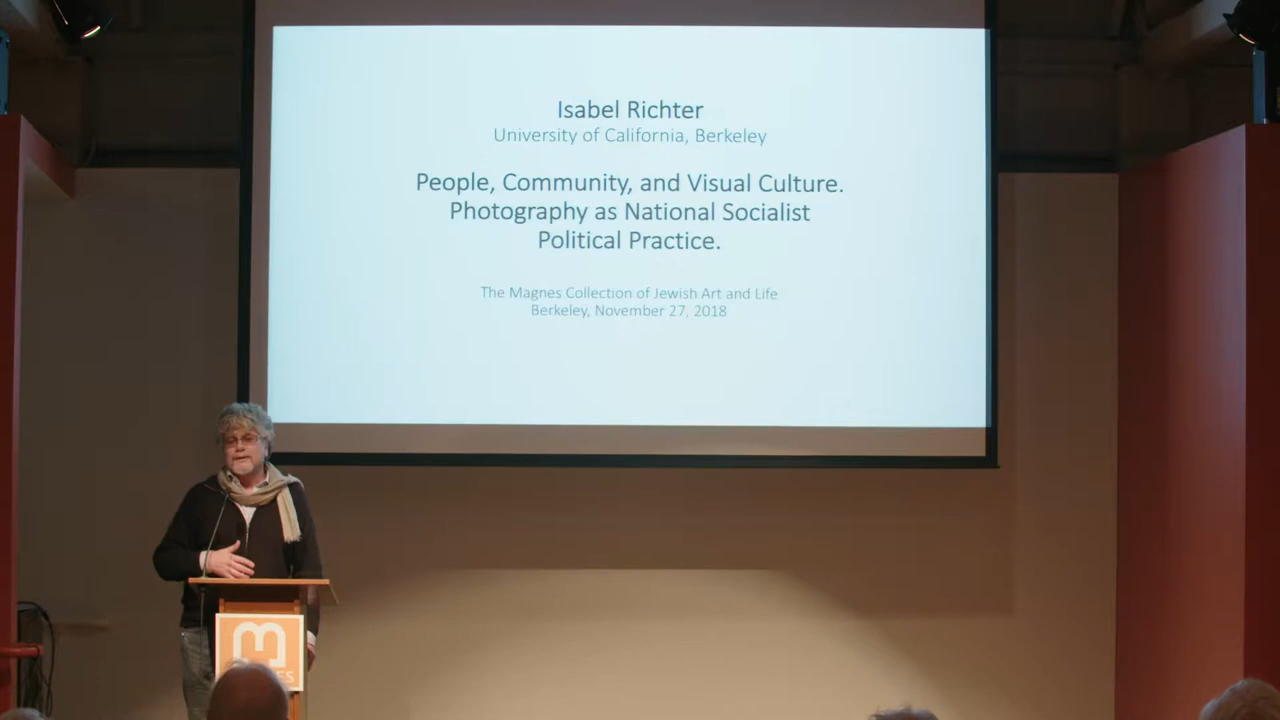 Isabel Richter
University of California, Berkeley
People, Community, and Visual Culture.
Photography as National Socialist
Political Practice.
The Magnes Collection of Jewish Art and Life
Berkeley, November 27, 2018